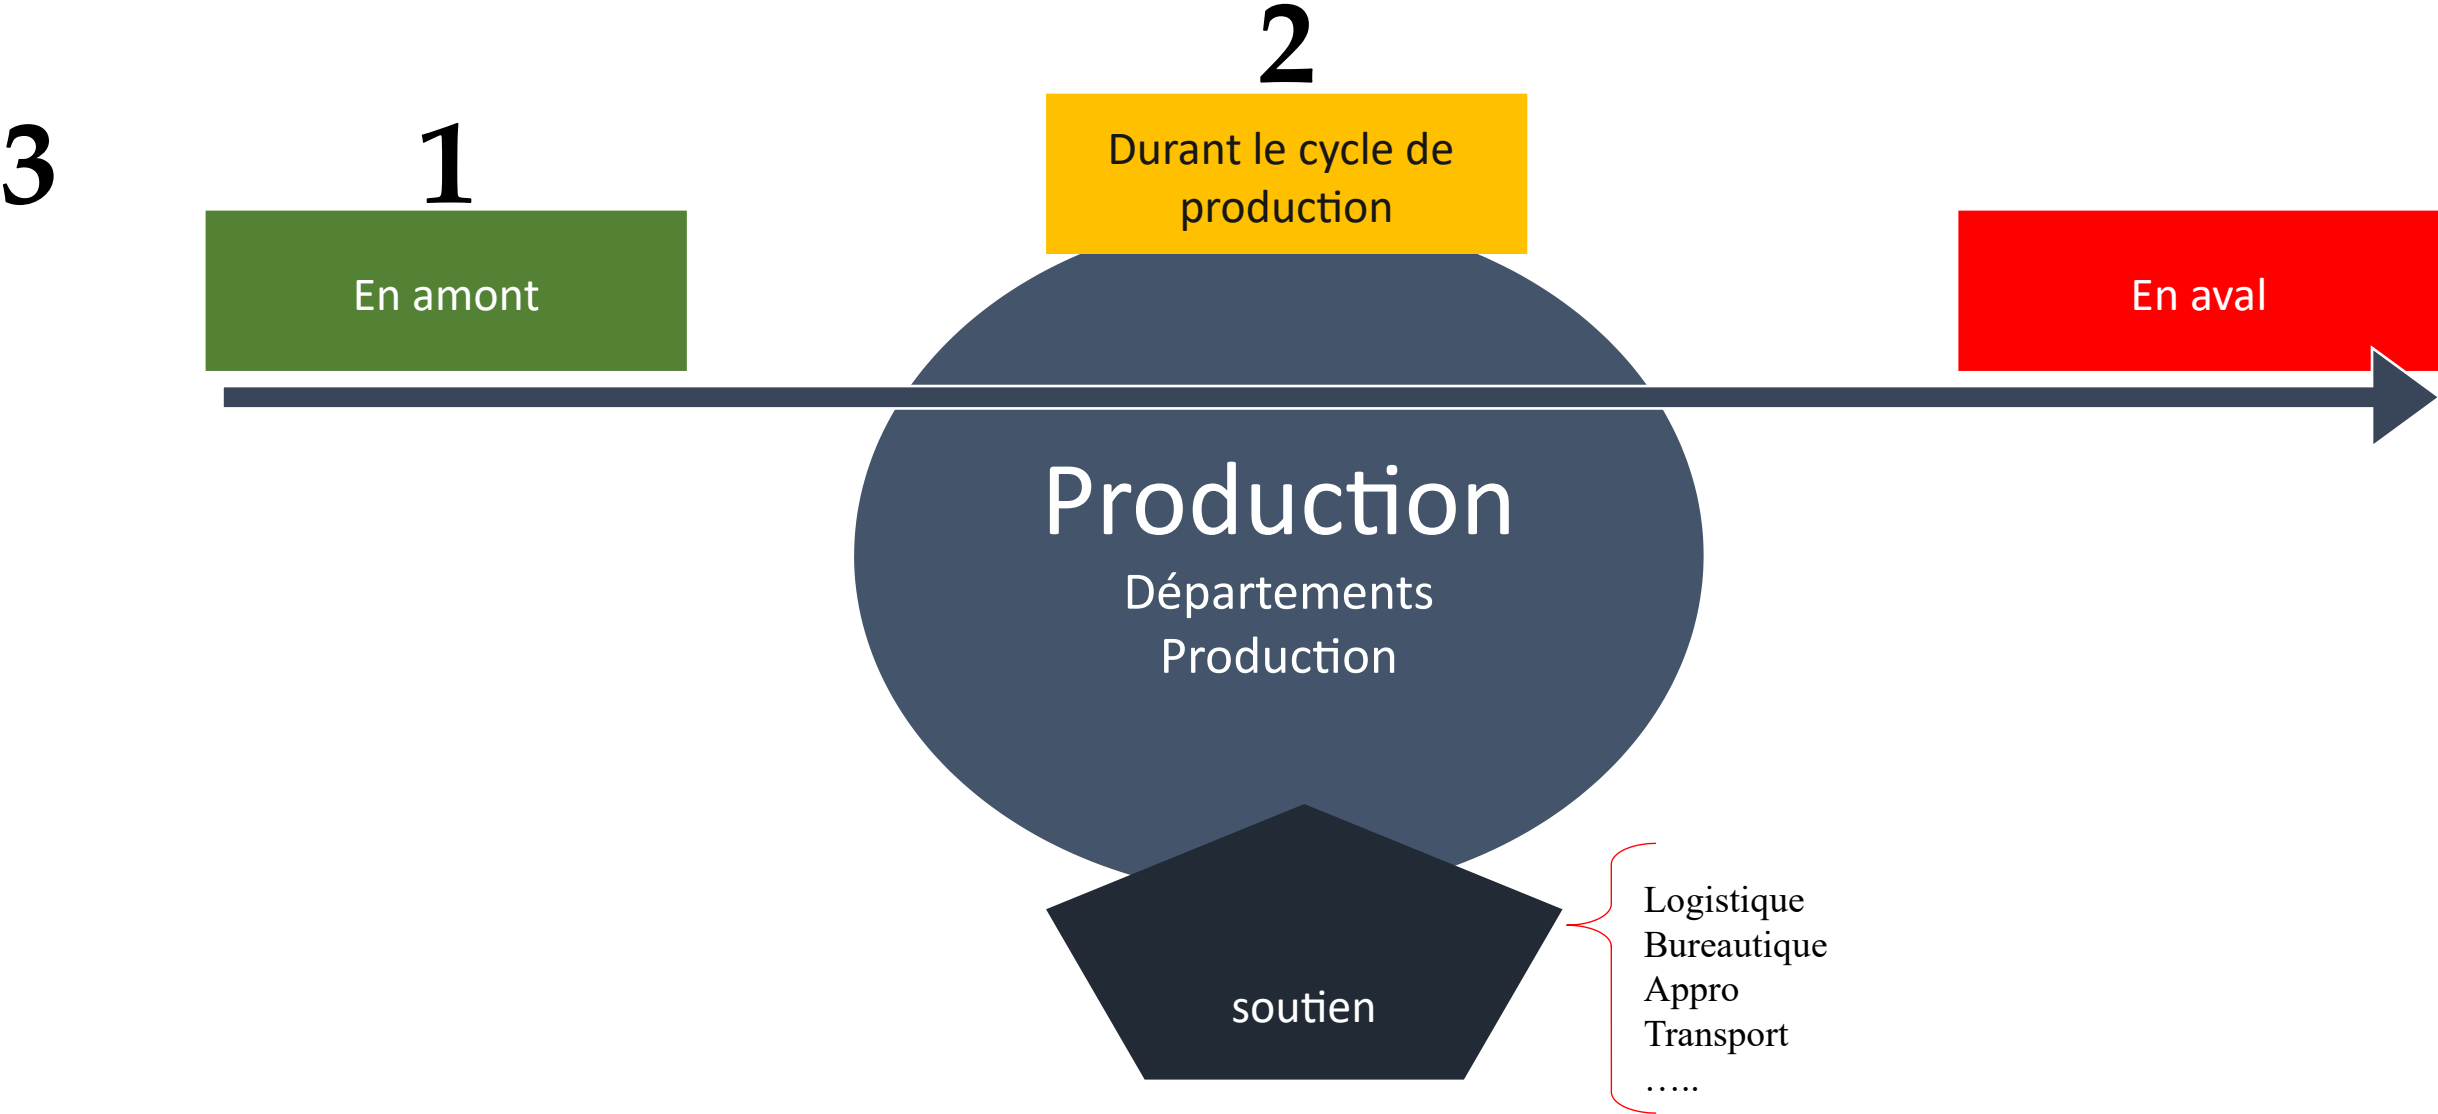 2
3
1
Durant le cycle de
production
En amont
En aval
Production
Départements
Production
soutien
Logistique
Bureautique
Appro
Transport
…..